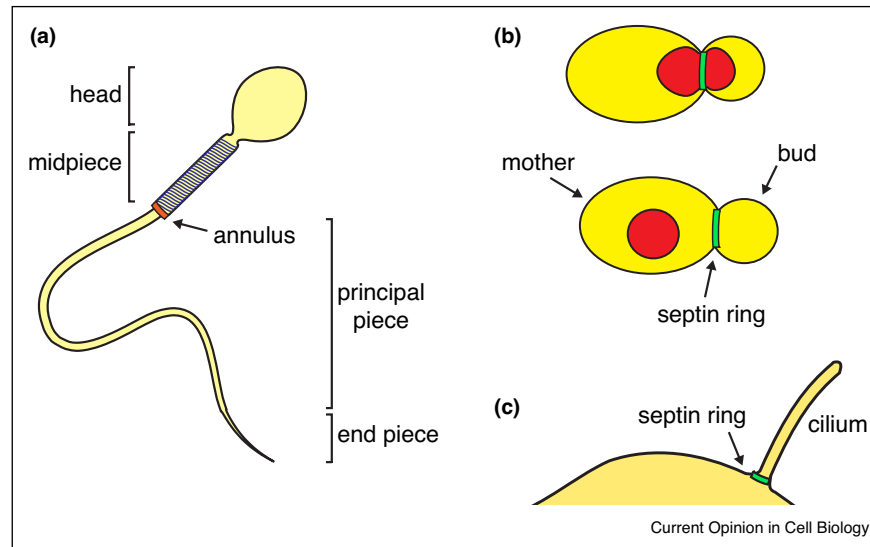 (a)
head
midpiece
annulus
principal
piece
end piece
(b)
mother
bud
septin ring
(c)
septin ring
cilium
Current Opinion in Cell Biology